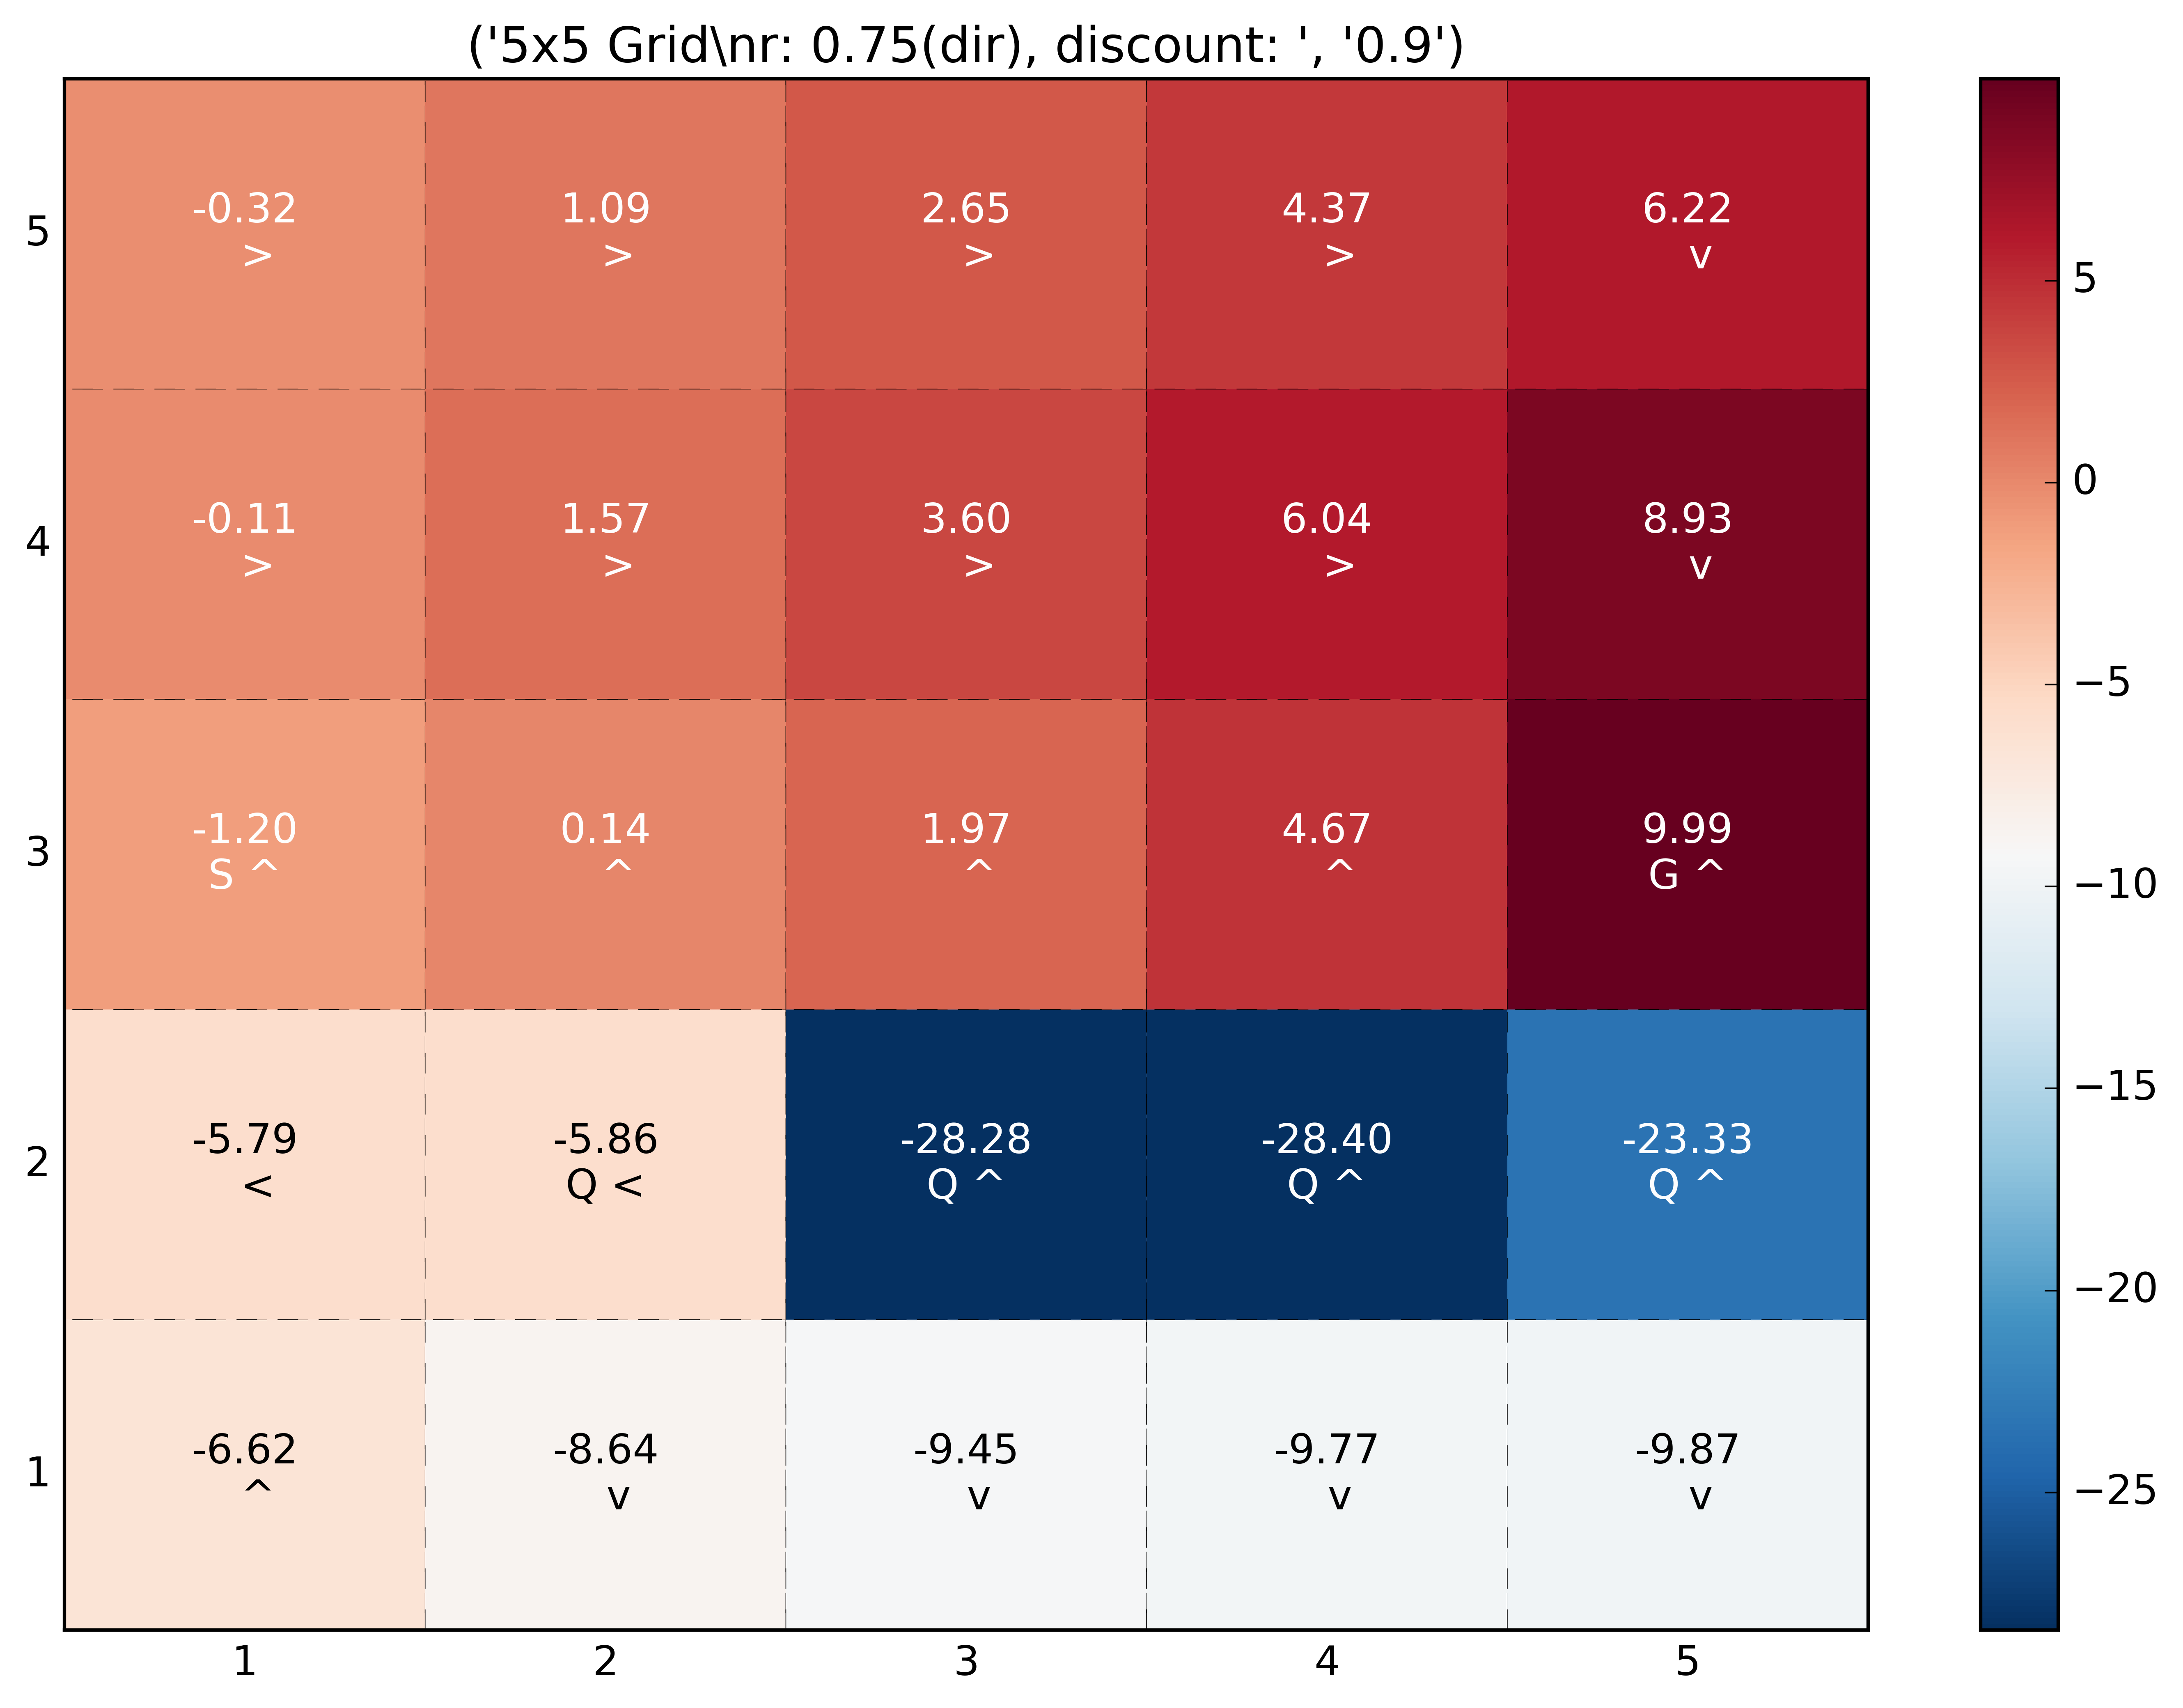 ('5x5 Grid\nr: 0.75(dir), discount: ', '0.9')
5 -0.32 1.09 2.65 4.37 6.22
> > > > v
5
4 -0.11 1.57 3.60 6.04 8.93
> > > > v
0
-5
3 -1.20 0.14 1.97 4.67 9.99
S ^ ^ ^ ^ G ^
−10
2 -5.79 -5.86 -28.28 -28.40 -23.33
< Q < Q ^ Q ^ Q ^
−15
−20
1 -6.62 -8.64 -9.45 -9.77 -9.87
^ v v v v
−25
1 2 3 4 5